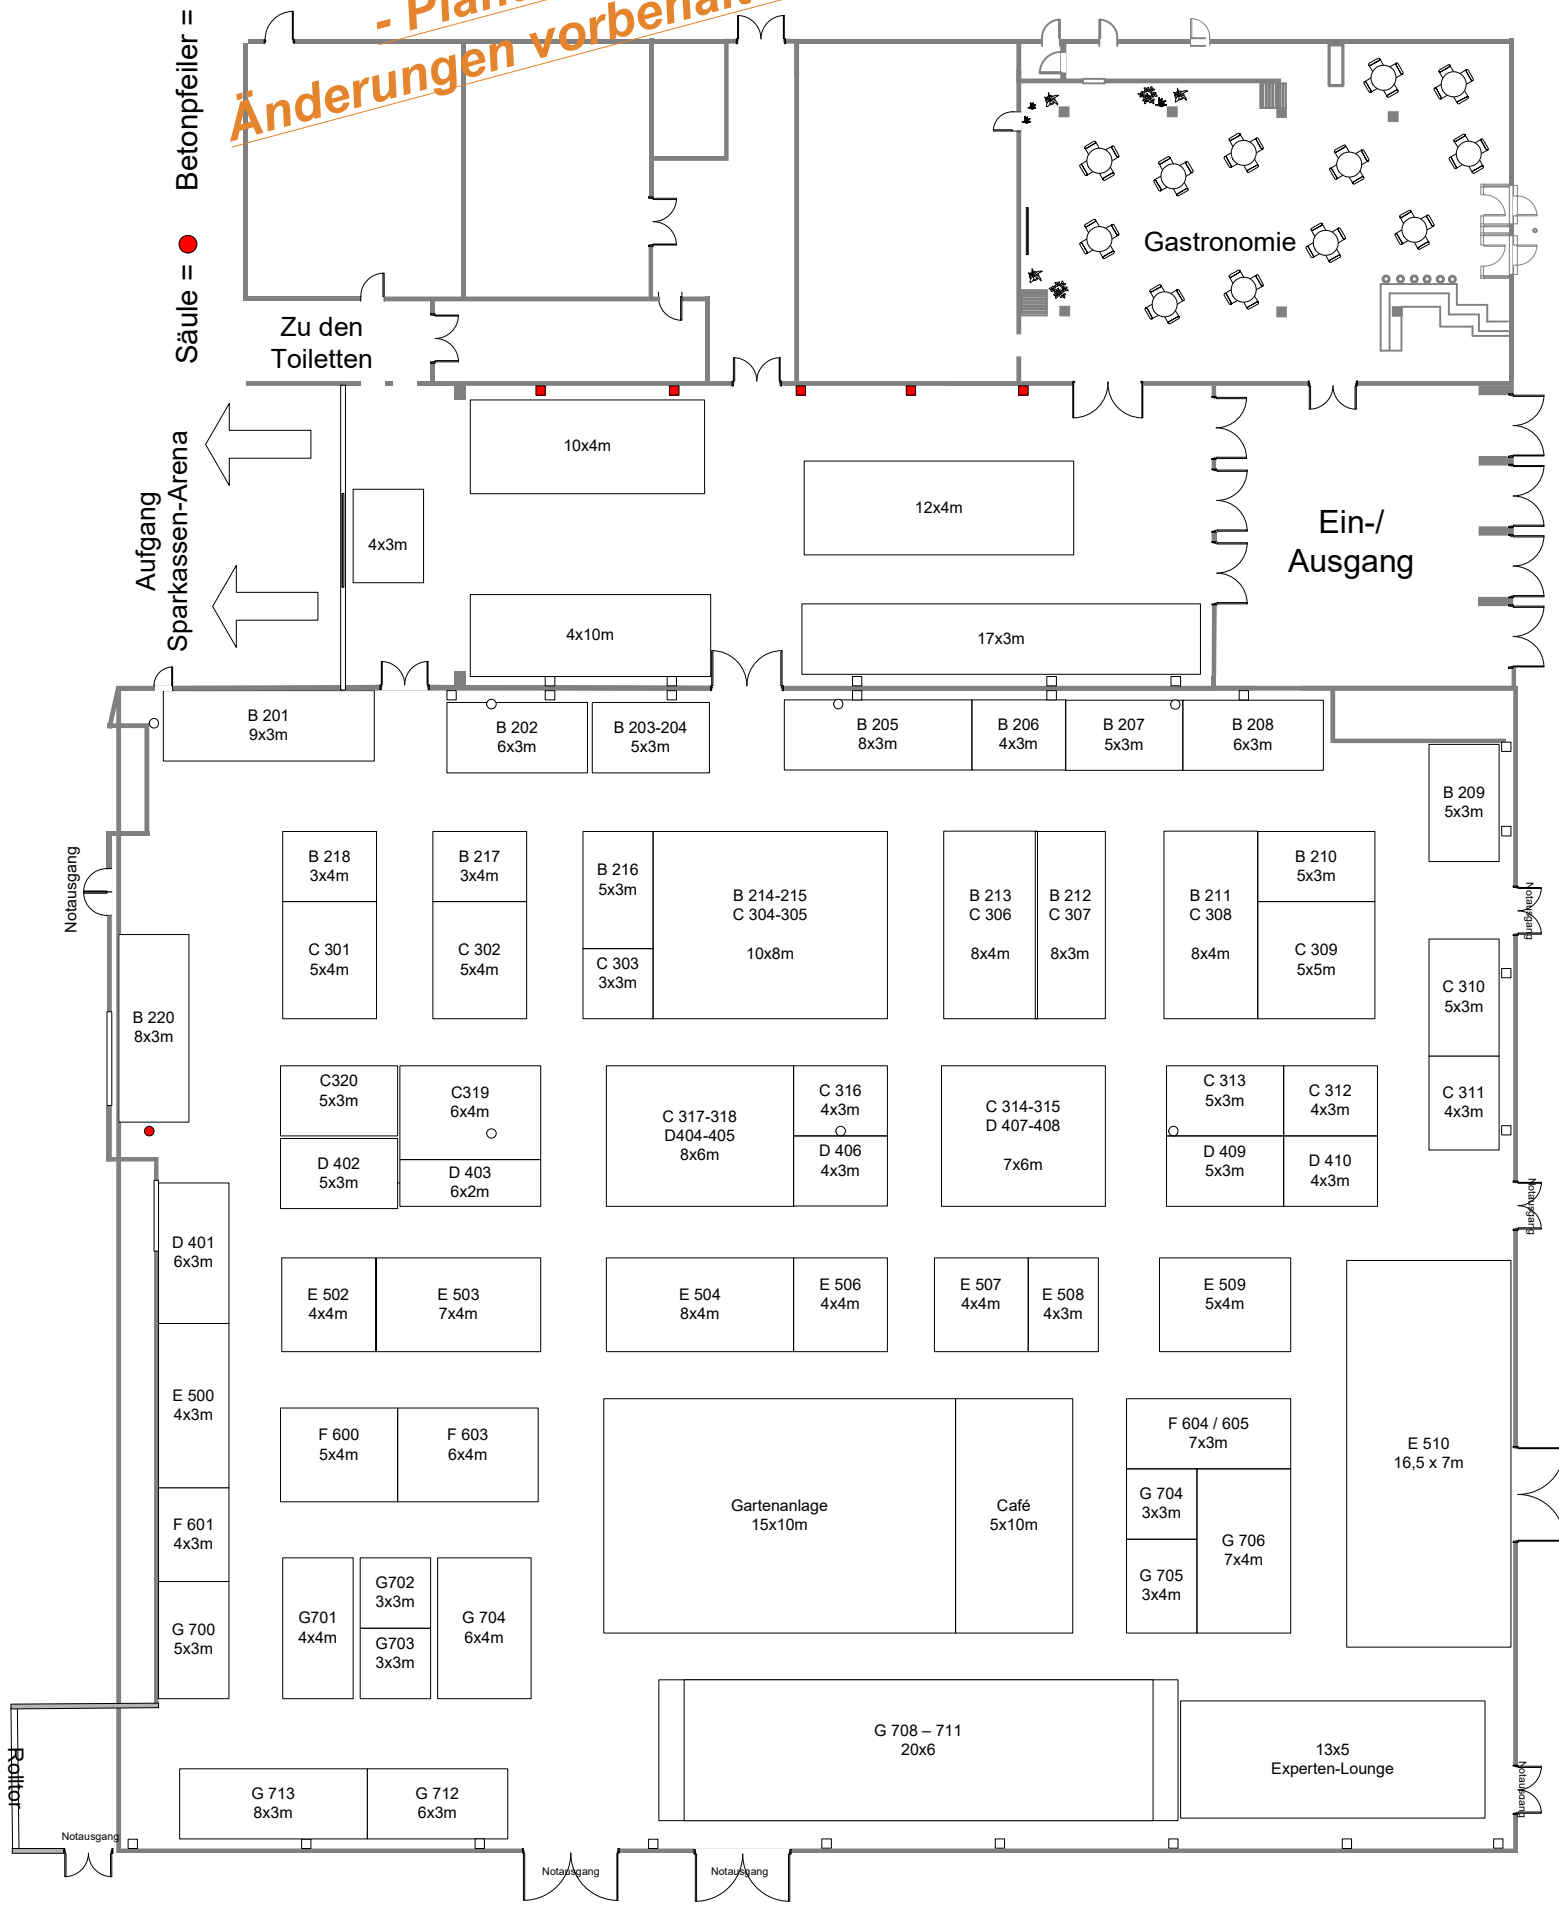 Säule =
Betonpfeiler =
- Plan
Änderungen vorbehalt
Gastronomie
Zu den
Toiletten
Aufgang
Sparkassen-Arena
10x4m
12x4m
4x3m
Ein-/
Ausgang
4x10m
17x3m
B 201
9x3m
B 202
6x3m
B 203-204
5x3m
B 205
8x3m
B 206
4x3m
B 207
5x3m
B 208
6x3m
B 209
5x3m
Notausgang
B 218
3x4m
C 301
5x4m
B 217
3x4m
C 302
5x4m
B 216
5x3m
C 303
3x3m
B 214-215
C 304-305
10x8m
B 213
C 306
8x4m
B 212
C 307
8x3m
B 211
C 308
8x4m
B 210
5x3m
C 309
5x5m
Notausgang
B 220
8x3m
C 310
5x3m
C 311
4x3m
C320
5x3m
C319
6x4m
D 402
5x3m
D 403
6x2m
C 317-318
D404-405
8x6m
C 316
4x3m
D 406
4x3m
C 314-315
D 407-408
7x6m
C 313
5x3m
C 312
4x3m
D 409
5x3m
D 410
4x3m
Notausgang
D 401
6x3m
E 502
4x4m
E 503
7x4m
E 504
8x4m
E 506
4x4m
E 507
4x4m
E 508
4x3m
E 509
5x4m
E 500
4x3m
F 600
5x4m
F 603
6x4m
Gartenanlage
15x10m
Café
5x10m
F 604 / 605
7x3m
G 704
3x3m
G 705
3x4m
G 706
7x4m
E 510
16,5 x 7m
F 601
4x3m
G 700
5x3m
G701
4x4m
G702
3x3m
G703
3x3m
G 704
6x4m
G 708 – 711
20x6
13x5
Experten-Lounge
Rolltor
G 713
8x3m
G 712
6x3m
Notausgang
Notausgang
Notausgang
Notausgang